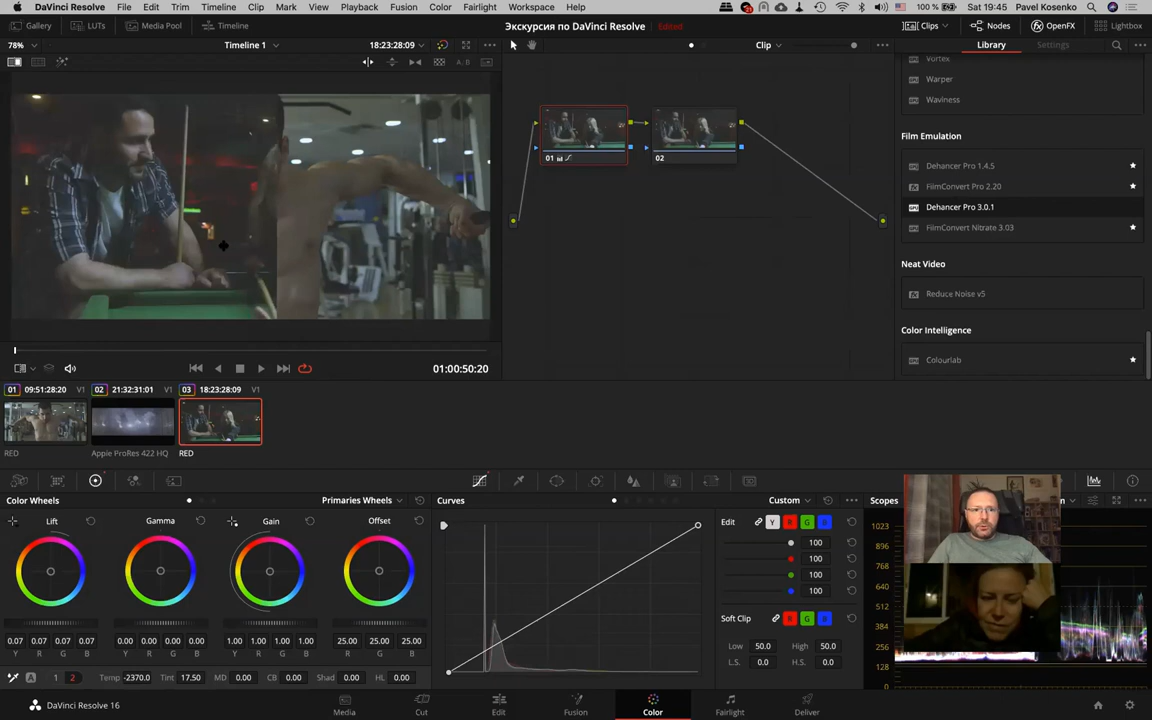 DaVinci Resolve File Edit Trim Timeline Clip Mark View Playback Fusion Color Fairlight Workspace Help
21 100 % Sat 19:45 Pavel Kosenko
Gallery LUTs Media Pool Timeline Экскурсия по DaVinci Resolve Edited Clips Nodes OpenFX Lightbox
78% Timeline 1 18:23:28:09 Clip Library Settings
A/B
Vortex
Warper
Waviness
Film Emulation
Dehancer Pro 1.4.5
FilmConvert Pro 2.20
Dehancer Pro 3.0.1
FilmConvert Nitrate 3.03
Neat Video
Reduce Noise v5
Color Intelligence
Colourlab
01 02
01:00:50:20
01 09:51:28:20 V1 02 21:32:31:01 V1 03 18:23:28:09 V1
RED Apple ProRes 422 HQ RED
Color Wheels Primaries Wheels Curves Custom Scopes
Lift Gamma Gain Offset Edit Y R G B
100
100
100
100
0.07 0.07 0.07 0.07 0.00 0.00 0.00 0.00 1.00 1.00 1.00 1.00 25.00 25.00 25.00
Y R G B Y R G B Y R G B R G B
Soft Clip R G B
Low 50.0 High 50.0
L.S. 0.0 H.S. 0.0
A 1 2 Temp -2370.0 Tint 17.50 MD 0.00 CB 0.00 Shad 0.00 HL 0.00
1023
896
768
640
512
384
256
128
0
DaVinci Resolve 16 Media Cut Edit Fusion Color Fairlight Deliver